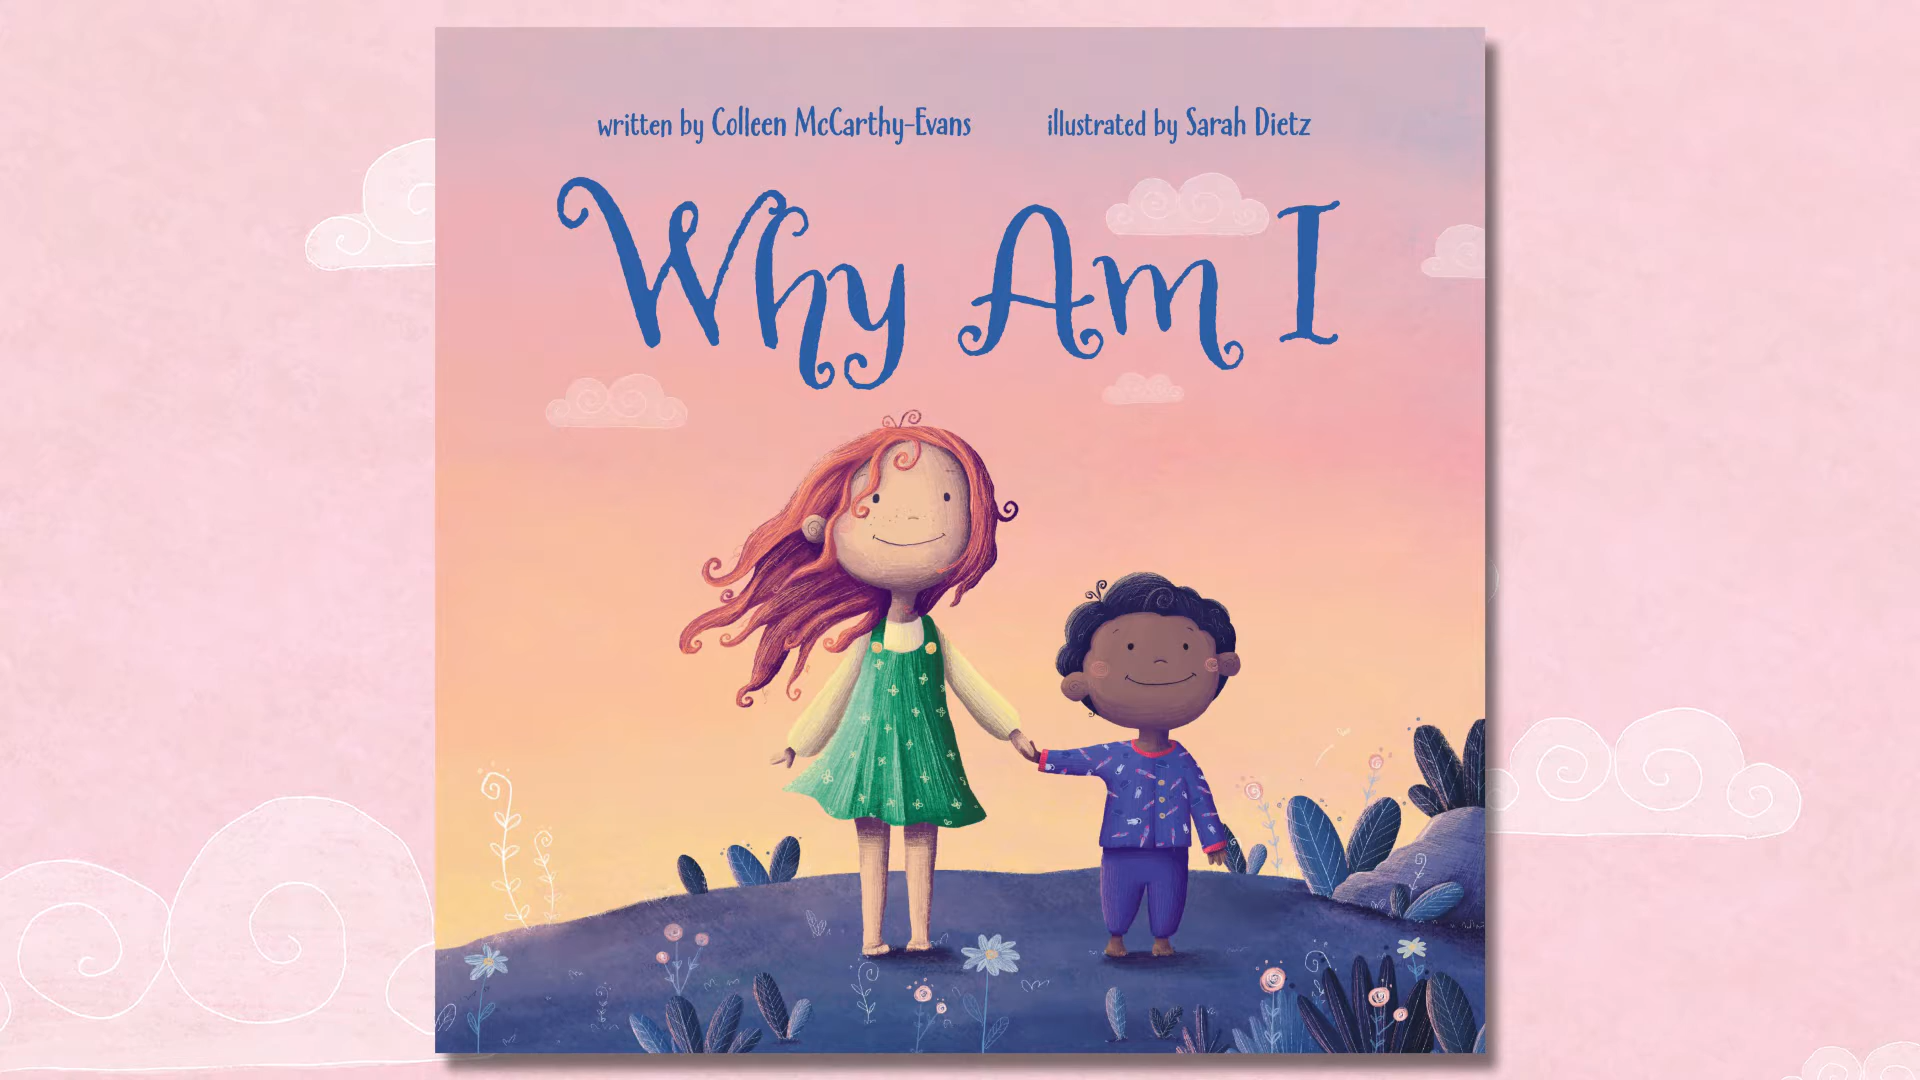 written by Colleen McCarthy-Evans illustrated by Sarah Dietz
Why Am I